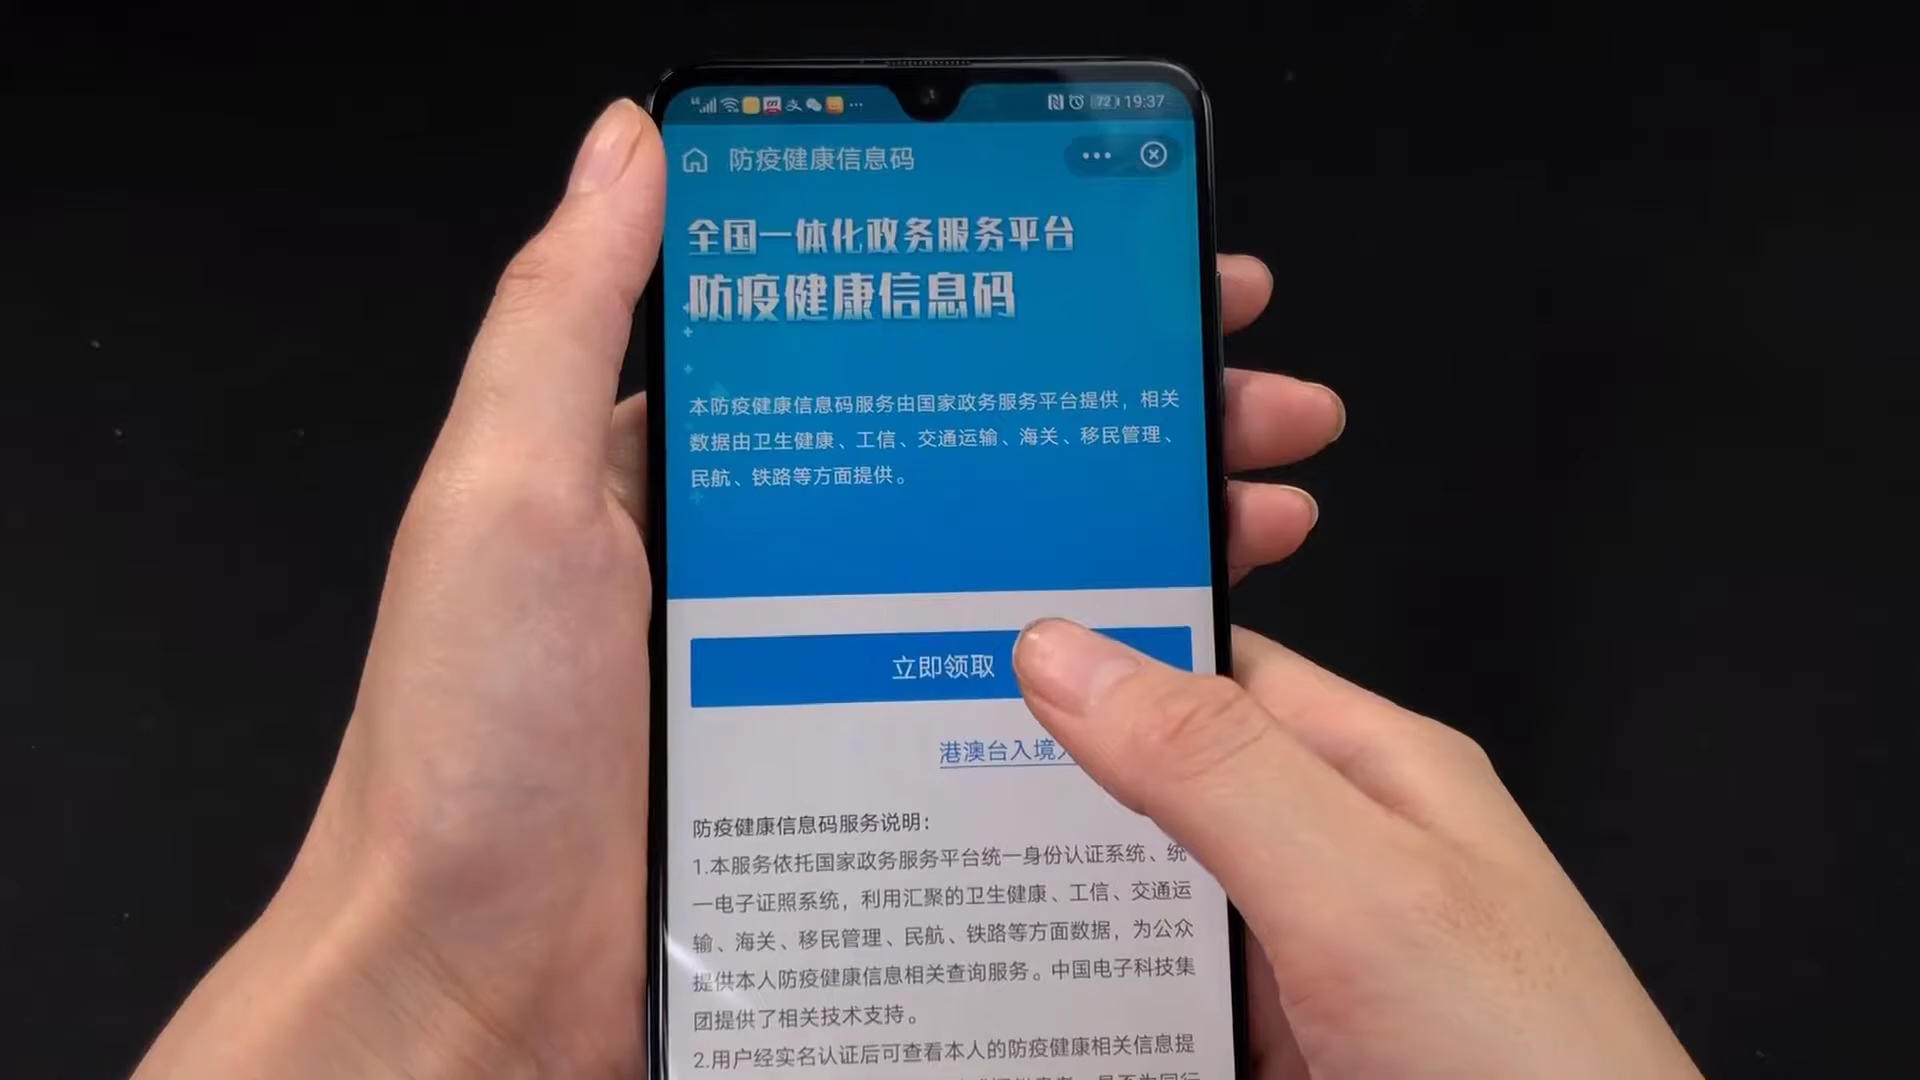 72 19:37
防疫健康信息码
全国一体化政务服务平台
防疫健康信息码
本防疫健康信息码服务由国家政务服务平台提供，相关
数据由卫生健康、工信、交通运输、海关、移民管理、
民航、铁路等方面提供。
立即领取
港澳台入境
防疫健康信息码服务说明：
1.本服务依托国家政务服务平台统一身份认证系统、统
一电子证照系统，利用汇聚的卫生健康、工信、交通运
输、海关、移民管理、民航、铁路等方面数据，为公众
提供本人防疫健康信息相关查询服务。中国电子科技集
团提供了相关技术支持。
2.用户经实名认证后可查看本人的防疫健康相关信息提